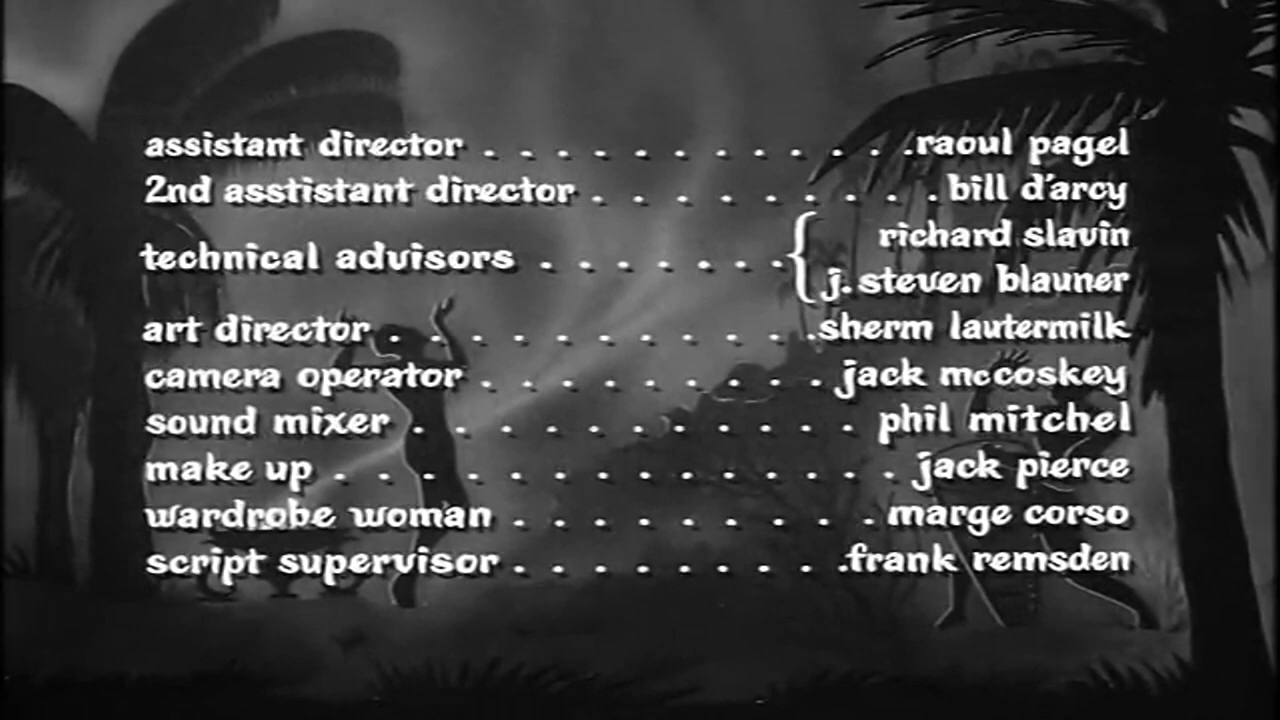 assistant director . . . . . . . . . . . . .raoul pagel
2nd asstistant director . . . . . . . . . bill d'arcy
technical advisors . . . . . . . { richard slavin
j. steven blauner
art director . . . . . . . . . . .sherm lautermilk
camera operator . . . . . . . . . jack mccoskey
sound mixer . . . . . . . . . . . phil mitchel
make up . . . . . . . . . . . . . . jack pierce
wardrobe woman . . . . . . . . . marge corso
script supervisor . . . . . . . . .frank remsden